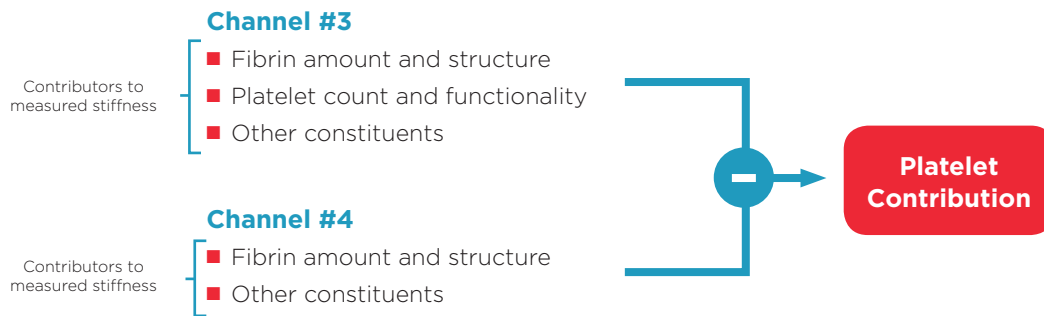 Channel #3
Contributors to
measured stiffness
Fibrin amount and structure
Platelet count and functionality
Other constituents
Platelet
Contribution
Channel #4
Contributors to
measured stiffness
Fibrin amount and structure
Other constituents